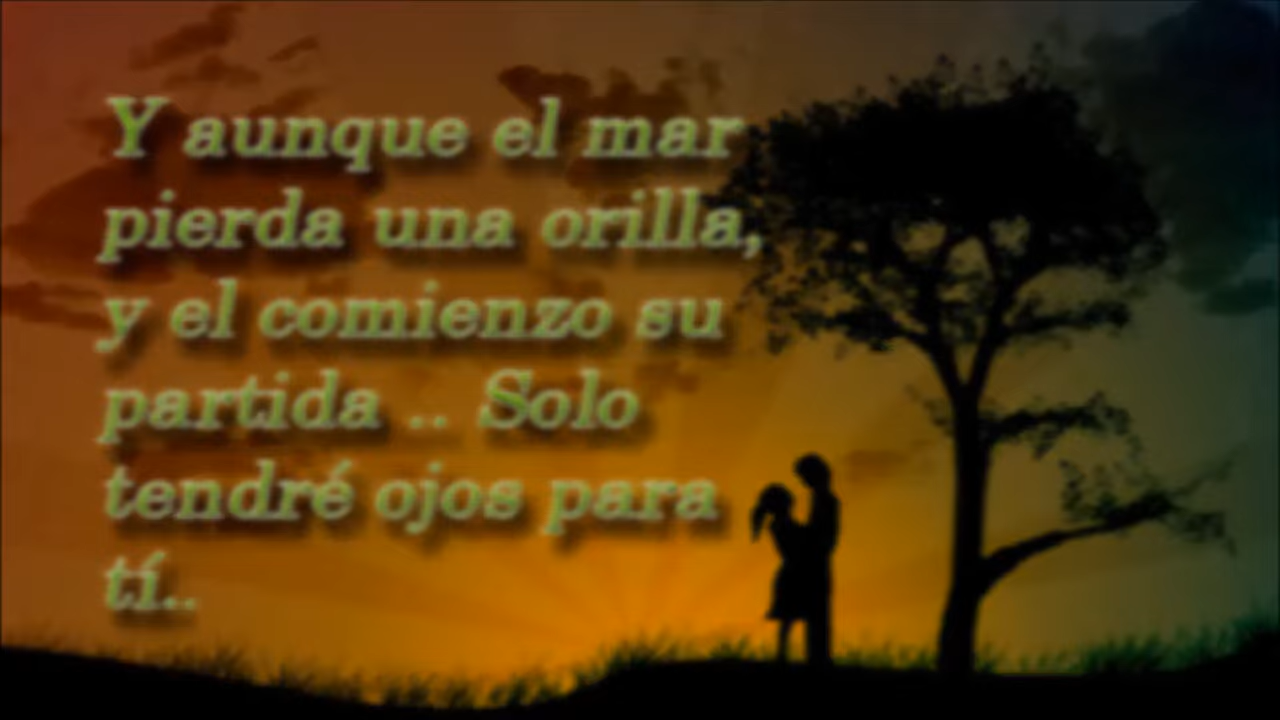 Y aunque el mar
pierda una orilla,
y el comienzo su
partida .. Solo
tendré ojos para
tí..